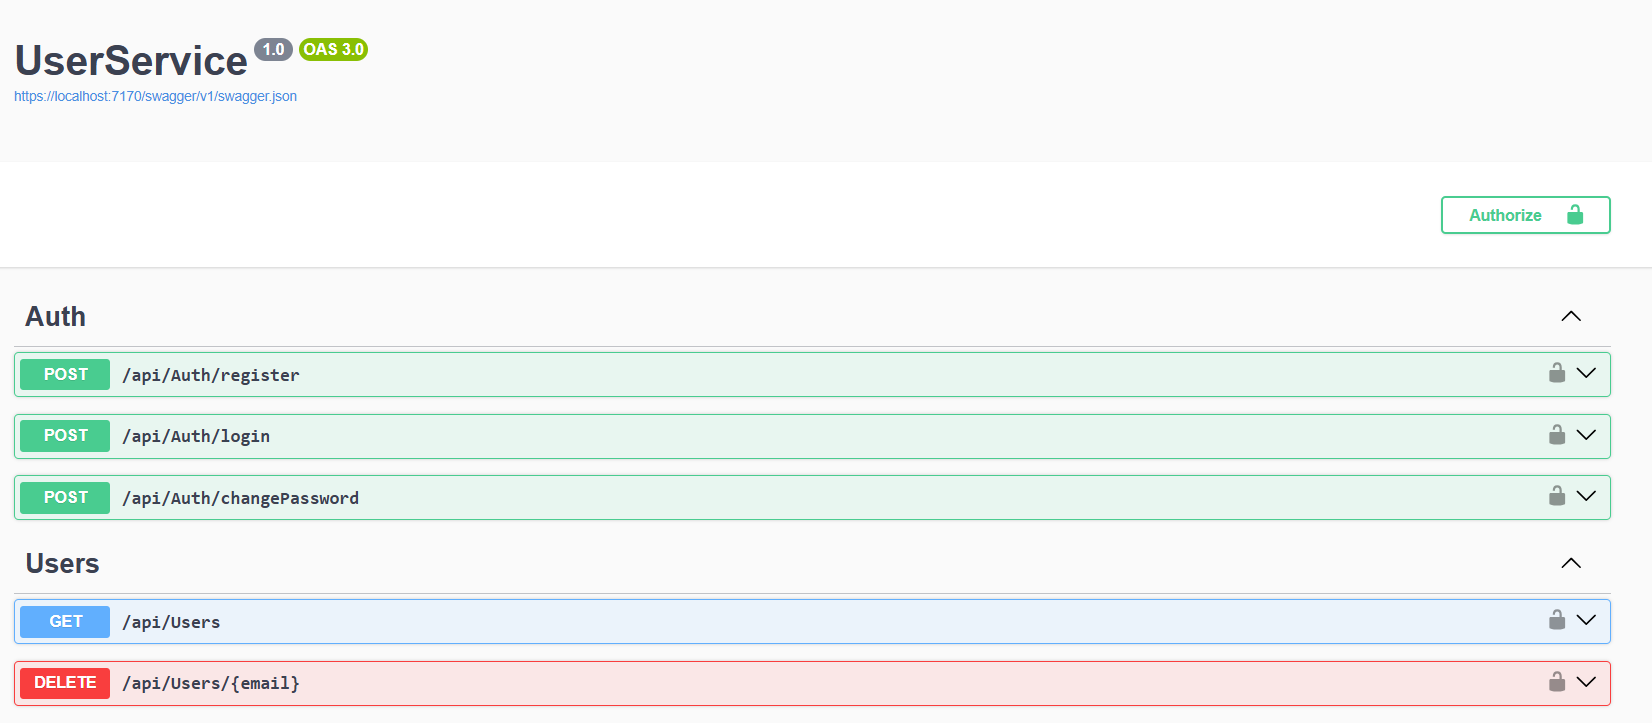 UserService 1.0 OAS 3.0
https://localhost:7170/swagger/v1/swagger.json
Authorize
Auth
POST /api/Auth/register
POST /api/Auth/login
POST /api/Auth/changePassword
Users
GET /api/Users
DELETE /api/Users/{email}